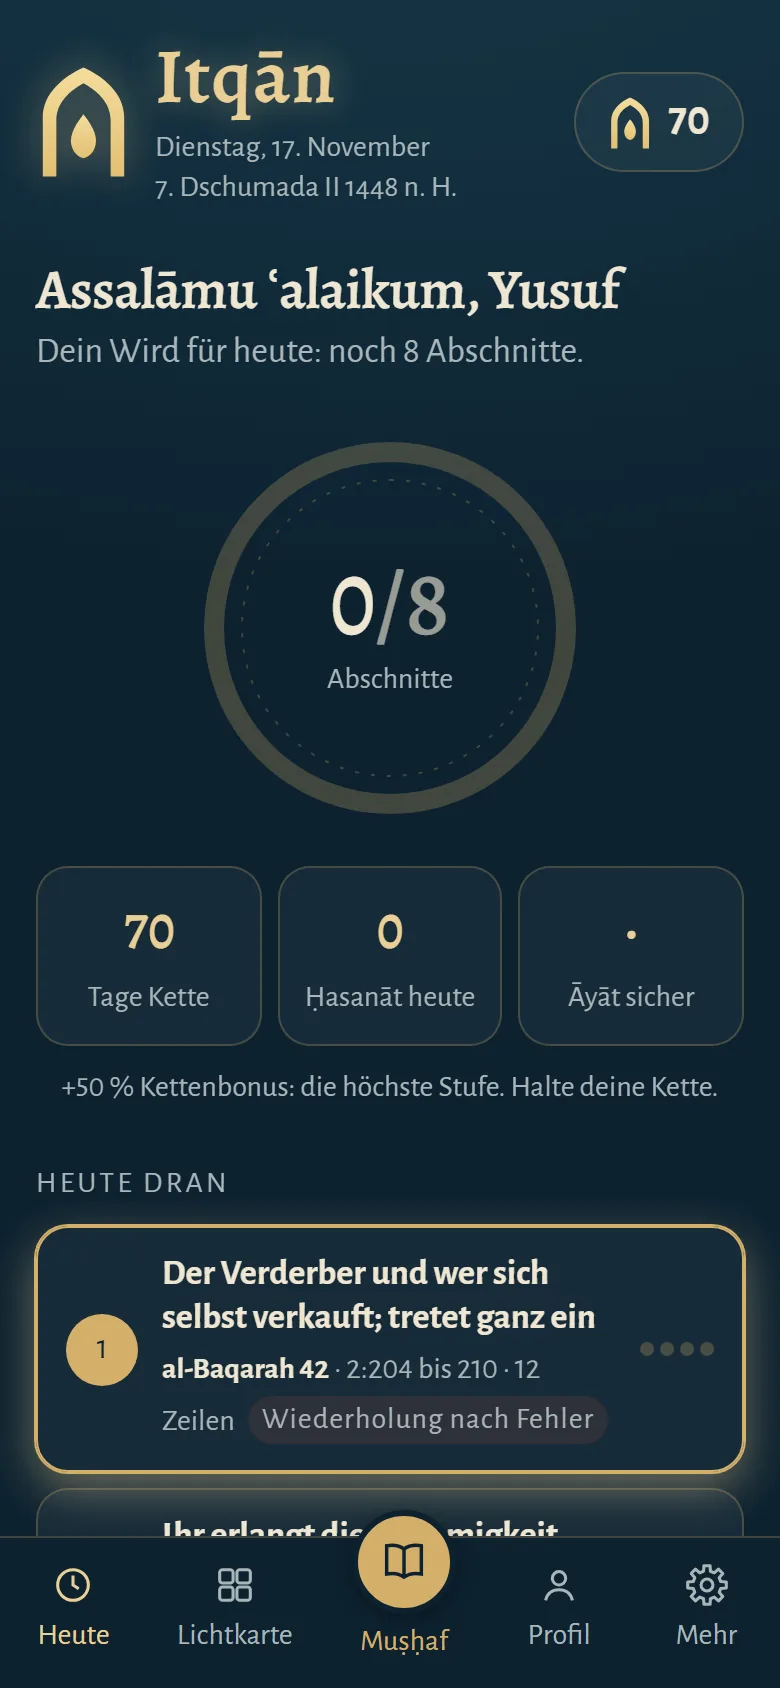 Itqān
Dienstag, 17. November
7. Dschumada II 1448 n. H.
70
Assalāmu ʿalaikum, Yusuf
Dein Wird für heute: noch 8 Abschnitte.
0/8
Abschnitte
70
Tage Kette
0
Ḥasanāt heute
·
Āyāt sicher
+50 % Kettenbonus: die höchste Stufe. Halte deine Kette.
HEUTE DRAN
1
Der Verderber und wer sich
selbst verkauft; tretet ganz ein
al-Baqarah 42 · 2:204 bis 210 · 12
Zeilen Wiederholung nach Fehler
Ihr erlangt die
Heute
Lichtkarte
Muṣḥaf
Profil
Mehr